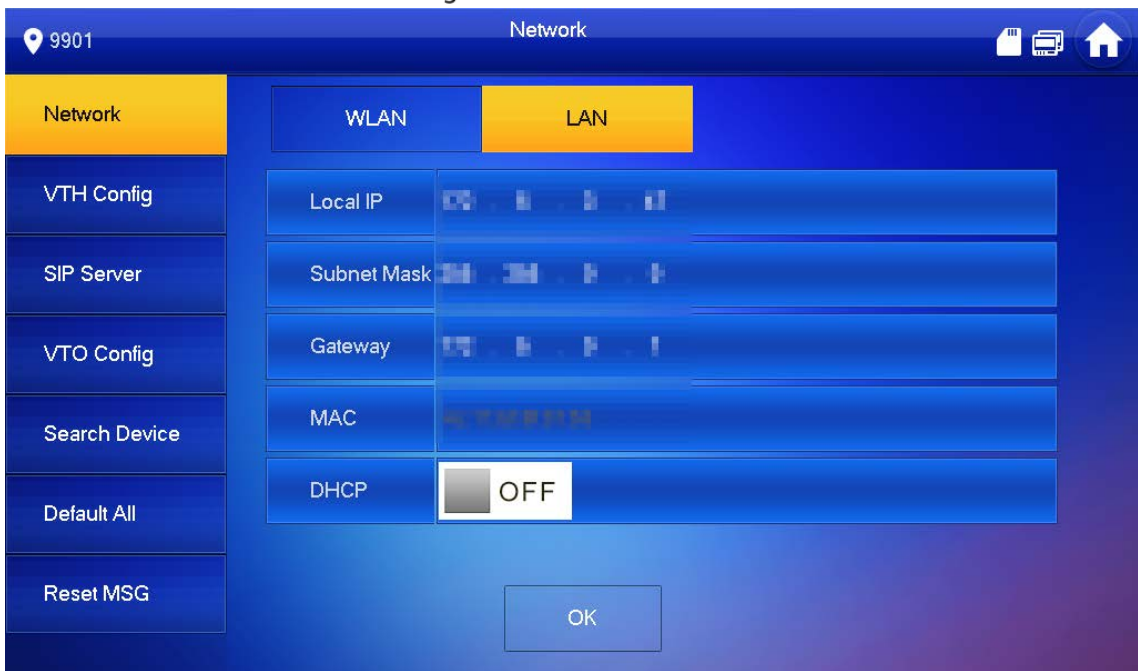 9901
Network
Network
WLAN
LAN
VTH Config
Local IP
SIP Server
Subnet Mask
VTO Config
Gateway
Search Device
MAC
Default All
DHCP
OFF
Reset MSG
OK